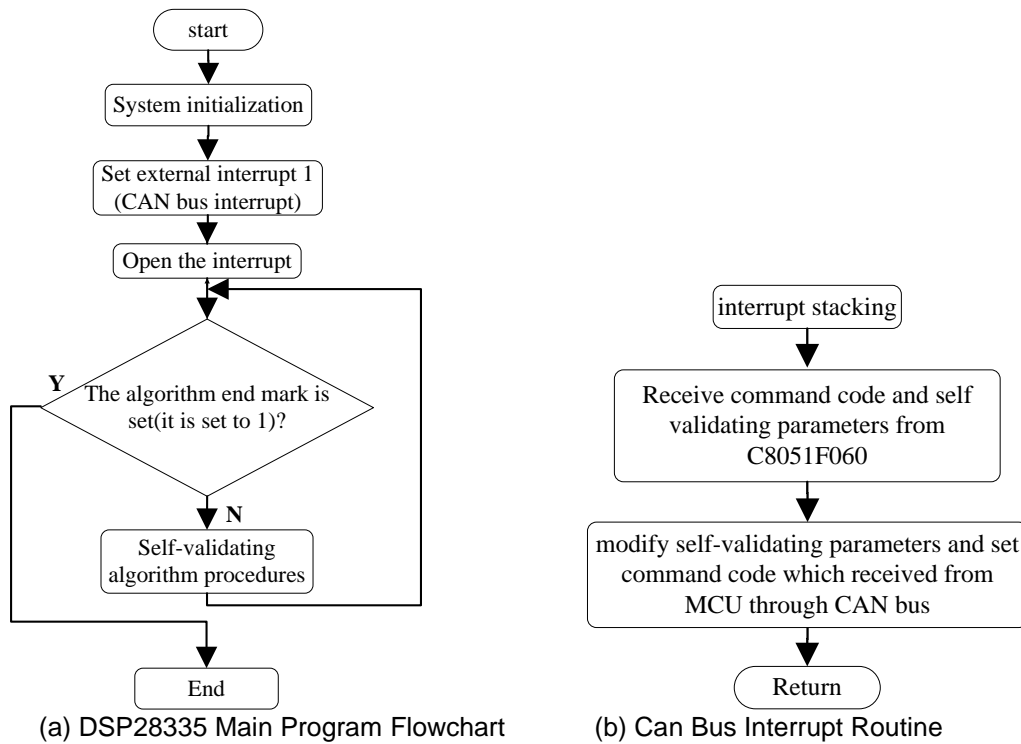 start
System initialization
Set external interrupt 1
(CAN bus interrupt)
Open the interrupt
Y
The algorithm end mark is
set(it is set to 1)?
N
Self-validating
algorithm procedures
End
(a) DSP28335 Main Program Flowchart
interrupt stacking
Receive command code and self
validating parameters from
C8051F060
modify self-validating parameters and set
command code which received from
MCU through CAN bus
Return
(b) Can Bus Interrupt Routine